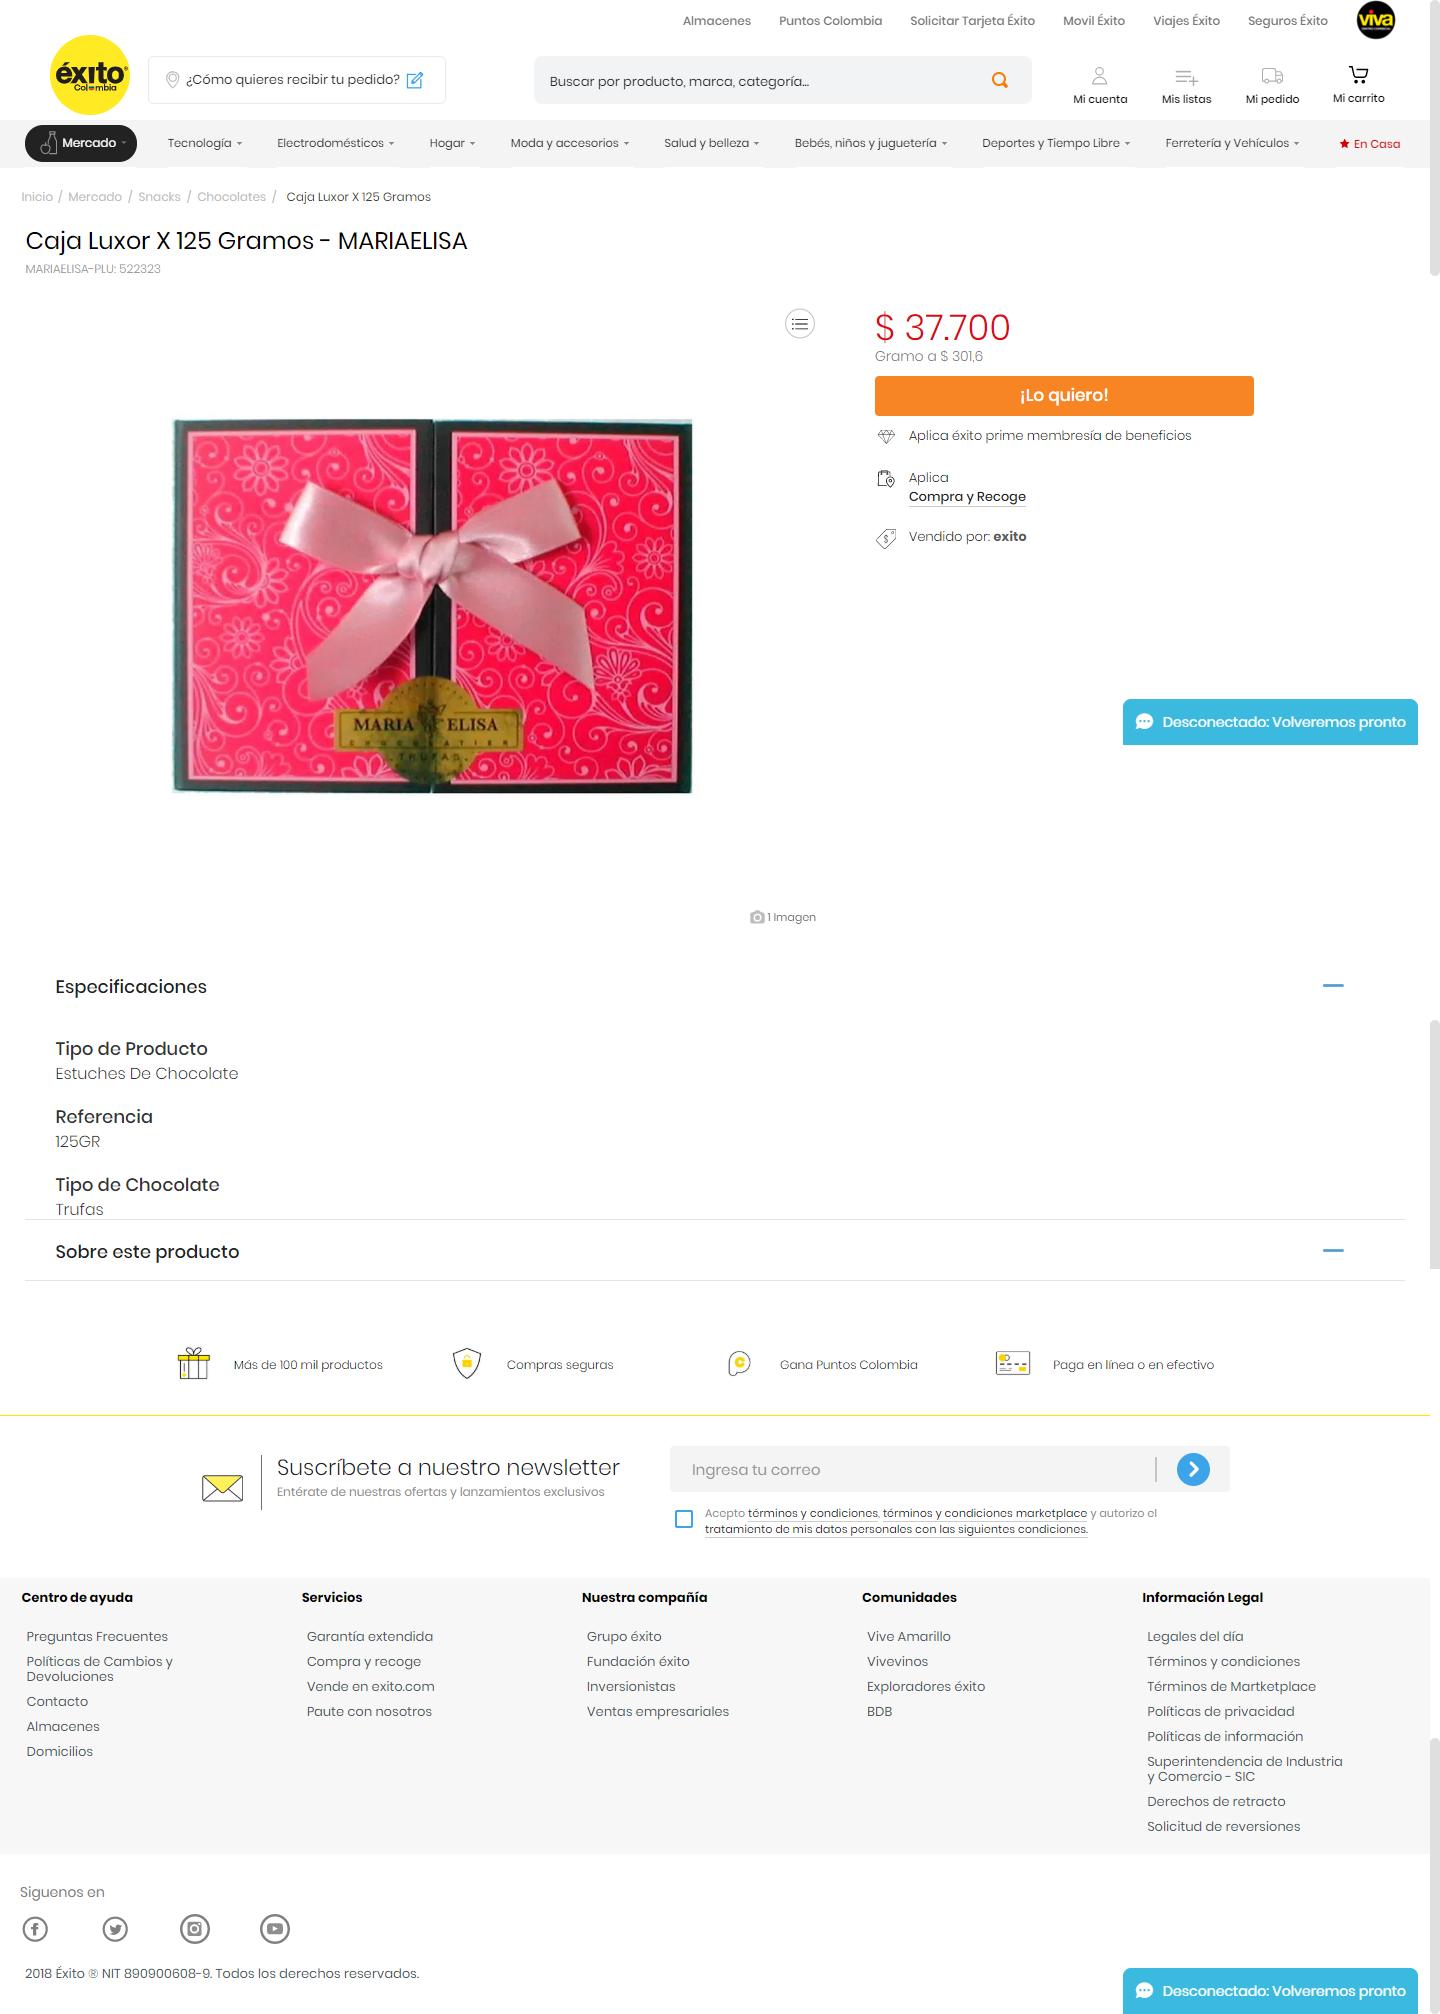 Almacenes Puntos Colombia Solicitar Tarjeta Éxito Movil Éxito Viajes Éxito Seguros Éxito viva
éxito
Colombia
¿Cómo quieres recibir tu pedido?
Buscar por producto, marca, categoría...
Mi cuenta Mis listas Mi pedido Mi carrito
Mercado Tecnología Electrodomésticos Hogar Moda y accesorios Salud y belleza Bebés, niños y juguetería Deportes y Tiempo Libre Ferretería y Vehículos En Casa
Inicio / Mercado / Snacks / Chocolates / Caja Luxor X 125 Gramos
Caja Luxor X 125 Gramos - MARIAELISA
MARIAELISA-PLU: 522323
$ 37.700
Gramo a $ 301,6
¡Lo quiero!
Aplica éxito prime membresía de beneficios
Aplica
Compra y Recoge
Vendido por: exito
MARIA ELISA
CHOCOLATIER
TRUFAS
Desconectado: Volveremos pronto
1 Imagen
Especificaciones
Tipo de Producto
Estuches De Chocolate
Referencia
125GR
Tipo de Chocolate
Trufas
Sobre este producto
Más de 100 mil productos Compras seguras Gana Puntos Colombia Paga en línea o en efectivo
Suscríbete a nuestro newsletter
Entérate de nuestras ofertas y lanzamientos exclusivos
Ingresa tu correo
Acepto términos y condiciones, términos y condiciones marketplace y autorizo el
tratamiento de mis datos personales con las siguientes condiciones.
Centro de ayuda
Preguntas Frecuentes
Políticas de Cambios y
Devoluciones
Contacto
Almacenes
Domicilios
Servicios
Garantía extendida
Compra y recoge
Vende en exito.com
Paute con nosotros
Nuestra compañía
Grupo éxito
Fundación éxito
Inversionistas
Ventas empresariales
Comunidades
Vive Amarillo
Vivevinos
Exploradores éxito
BDB
Información Legal
Legales del día
Términos y condiciones
Términos de Martketplace
Políticas de privacidad
Políticas de información
Superintendencia de Industria
y Comercio - SIC
Derechos de retracto
Solicitud de reversiones
Siguenos en
2018 Éxito ® NIT 890900608-9. Todos los derechos reservados.
Desconectado: Volveremos pronto